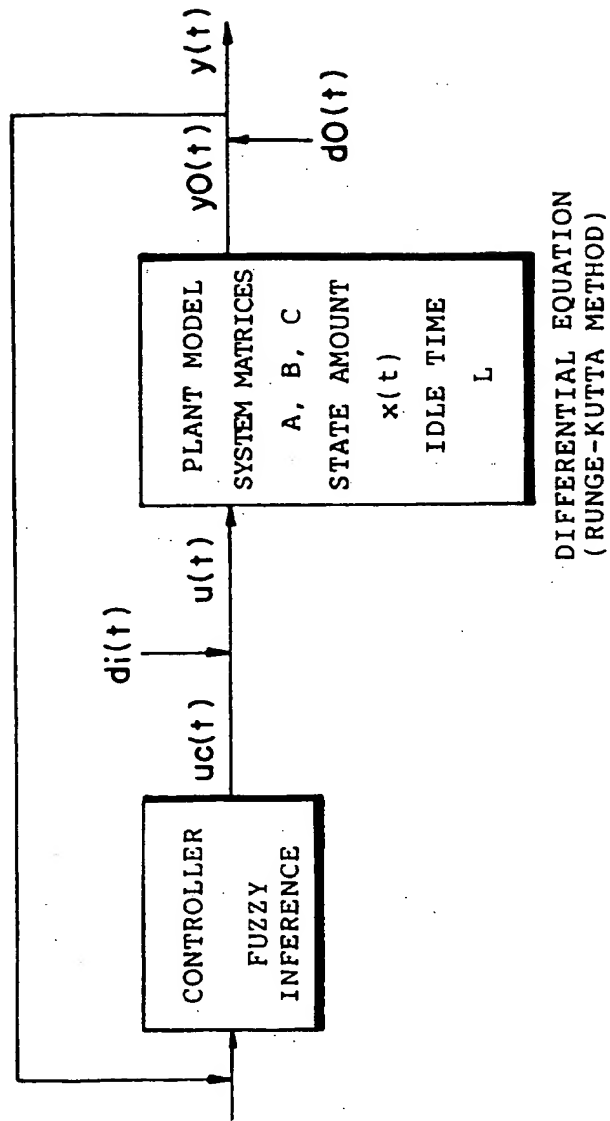 CONTROLLER
FUZZY
INFERENCE
uc(t)
di(t)
u(t)
PLANT MODEL
SYSTEM MATRICES
A, B, C
STATE AMOUNT
x(t)
IDLE TIME
L
yO(t)
y(t)
dO(t)
DIFFERENTIAL EQUATION
(RUNGE-KUTTA METHOD)